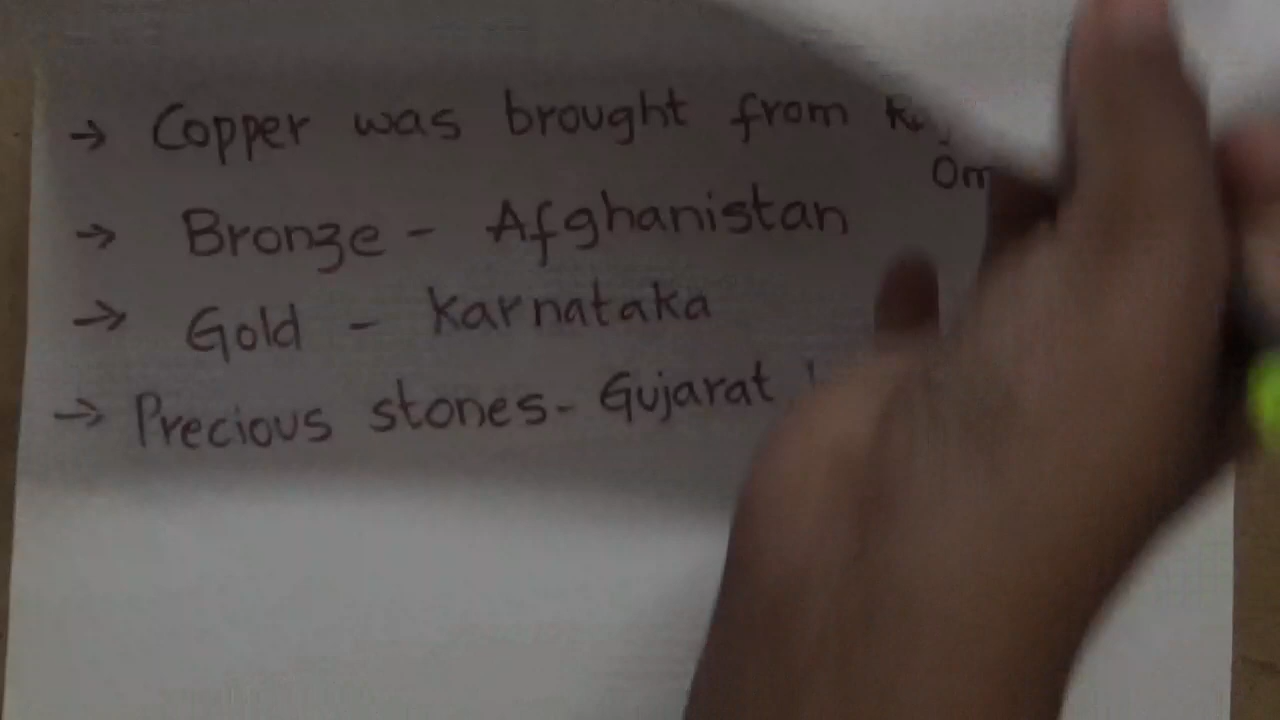 → Copper was brought from
→ Bronze - Afghanistan
→ Gold - Karnataka
→ Precious stones - Gujarat